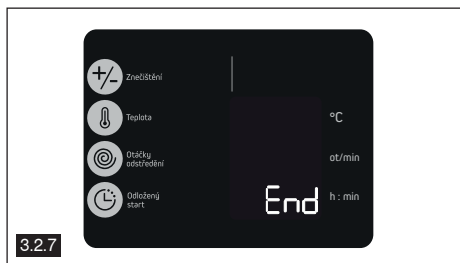 +/- Znečištění
Teplota
°C
Otáčky
odstředění
ot/min
Odložený
start
End
h : min
3.2.7